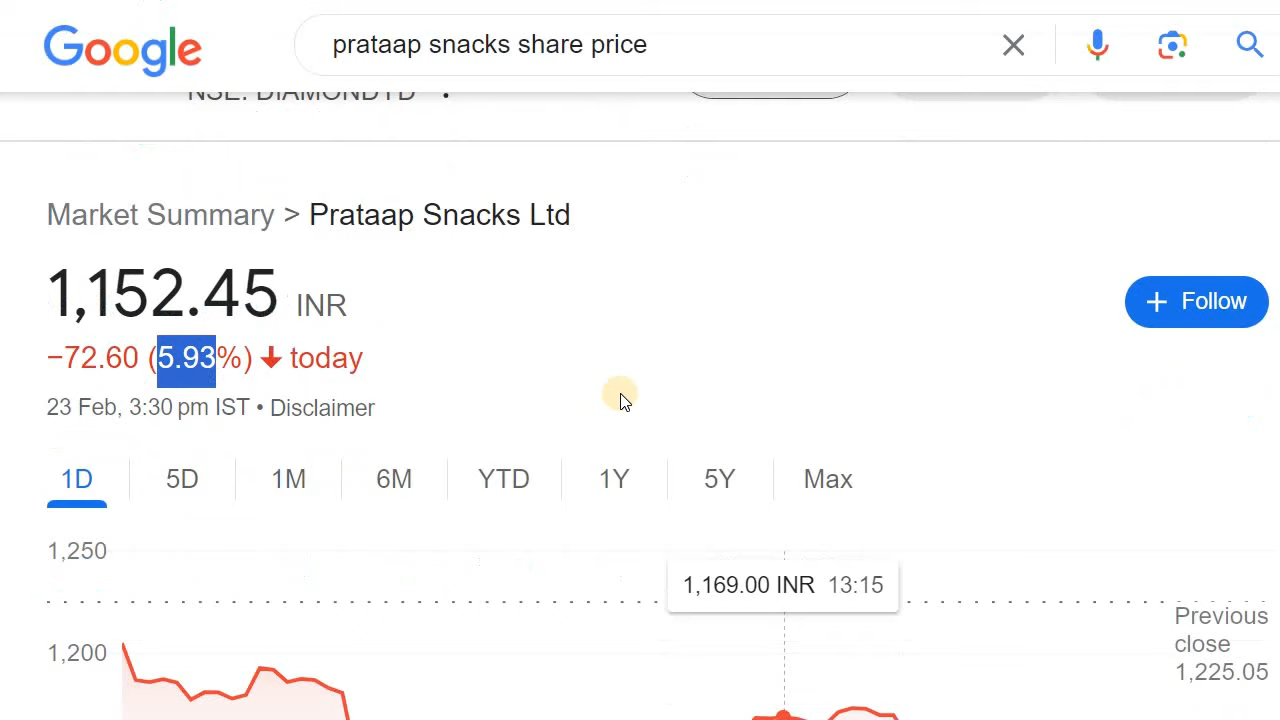 Google
prataap snacks share price
NSE: DIAMONDYD
Market Summary > Prataap Snacks Ltd
1,152.45 INR
+ Follow
−72.60 (5.93%) ↓ today
23 Feb, 3:30 pm IST • Disclaimer
1D 5D 1M 6M YTD 1Y 5Y Max
1,250
1,169.00 INR 13:15
Previous
close
1,225.05
1,200